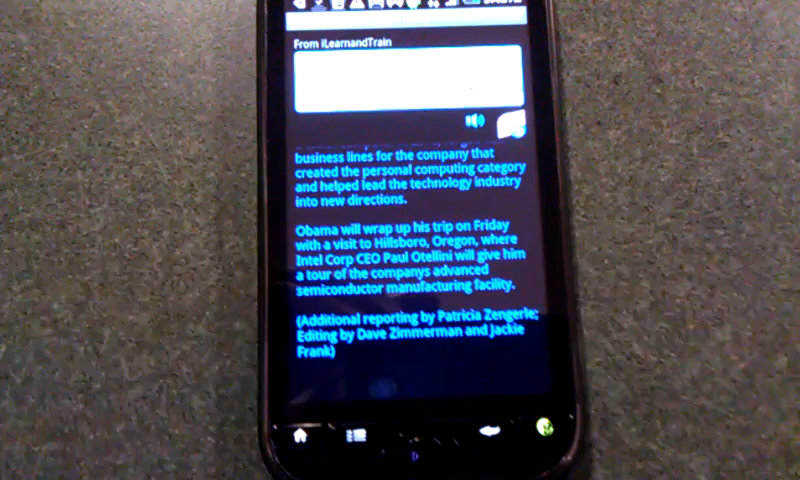 From iLearnandTrain
business lines for the company that
created the personal computing category
and helped lead the technology industry
into new directions.
Obama will wrap up his trip on Friday
with a visit to Hillsboro, Oregon, where
Intel Corp CEO Paul Otellini will give him
a tour of the companys advanced
semiconductor manufacturing facility.
(Additional reporting by Patricia Zengerle;
Editing by Dave Zimmerman and Jackie
Frank)